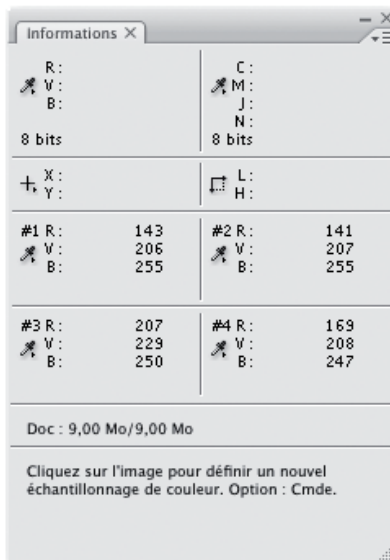 Informations ×
R :
V :
B :
8 bits
C :
M :
J :
N :
8 bits
X :
Y :
L :
H :
#1 R : 143
V : 206
B : 255
#2 R : 141
V : 207
B : 255
#3 R : 207
V : 229
B : 250
#4 R : 169
V : 208
B : 247
Doc : 9,00 Mo/9,00 Mo
Cliquez sur l'image pour définir un nouvel
échantillonnage de couleur. Option : Cmde.